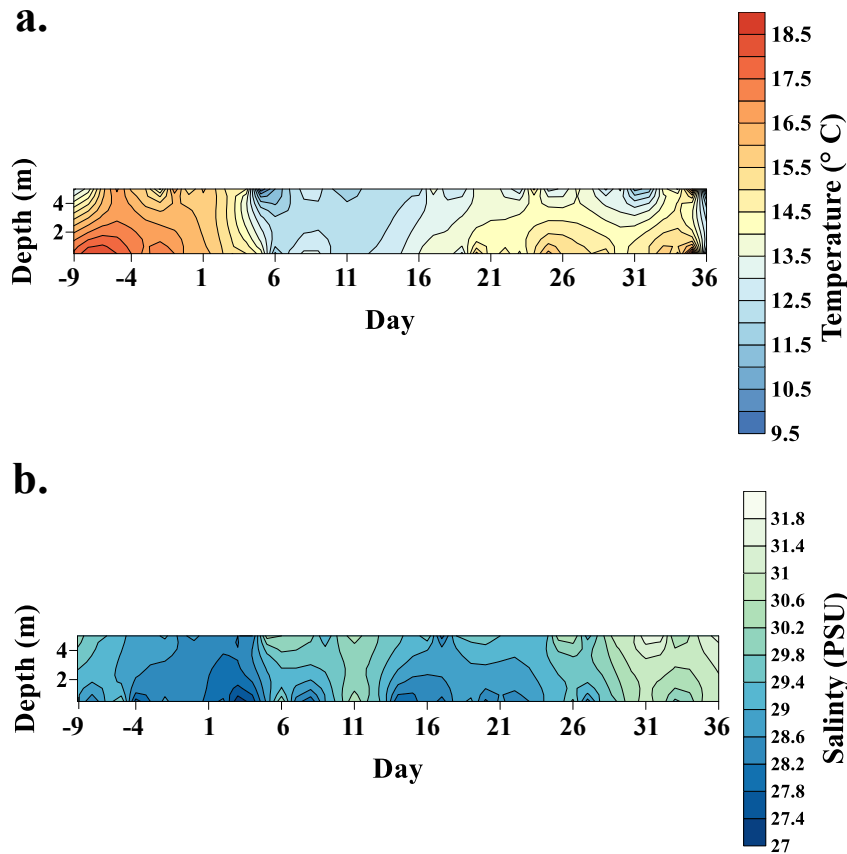 a.
18.5
17.5
16.5
15.5
14.5
13.5
12.5
11.5
10.5
9.5
Temperature (° C)
Depth (m)
4
2
-9 -4 1 6 11 16 21 26 31 36
Day
b.
31.8
31.4
31
30.6
30.2
29.8
29.4
29
28.6
28.2
27.8
27.4
27
Salinity (PSU)
Depth (m)
4
2
-9 -4 1 6 11 16 21 26 31 36
Day